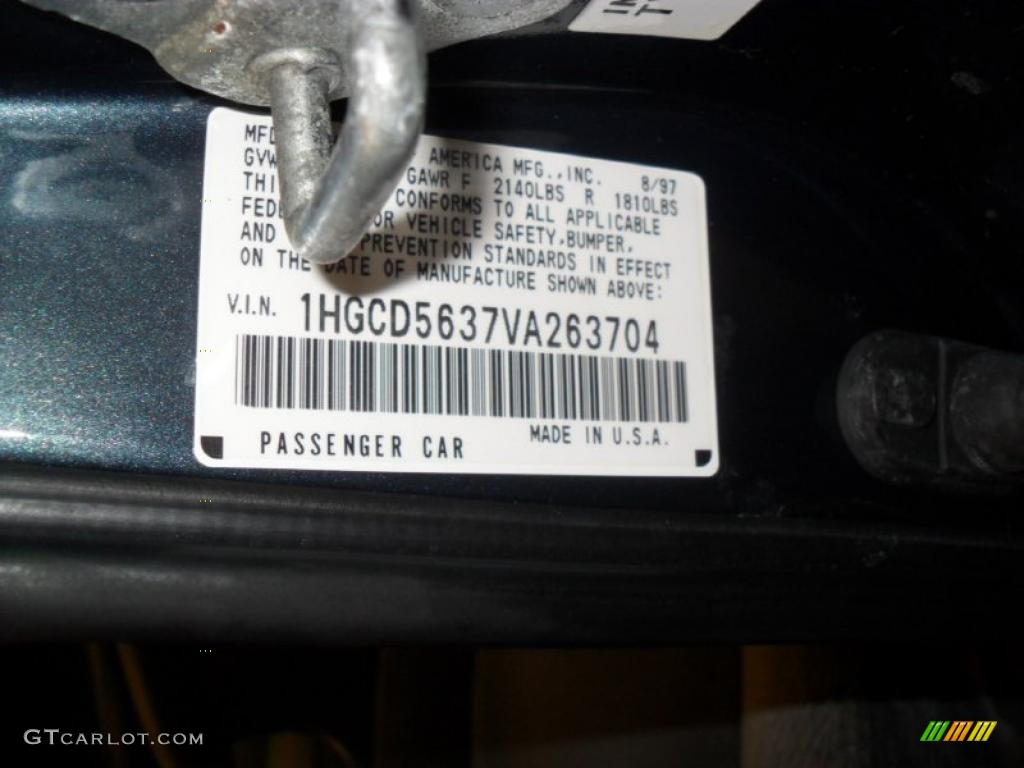 MFD AMERICA MFG.,INC. 8/97
GVW GAWR F 2140LBS R 1810LBS
THI CONFORMS TO ALL APPLICABLE
FED OR VEHICLE SAFETY,BUMPER,
AND PREVENTION STANDARDS IN EFFECT
ON THE DATE OF MANUFACTURE SHOWN ABOVE:
V.I.N. 1HGCD5637VA263704
PASSENGER CAR MADE IN U.S.A.
GTCARLOT.COM